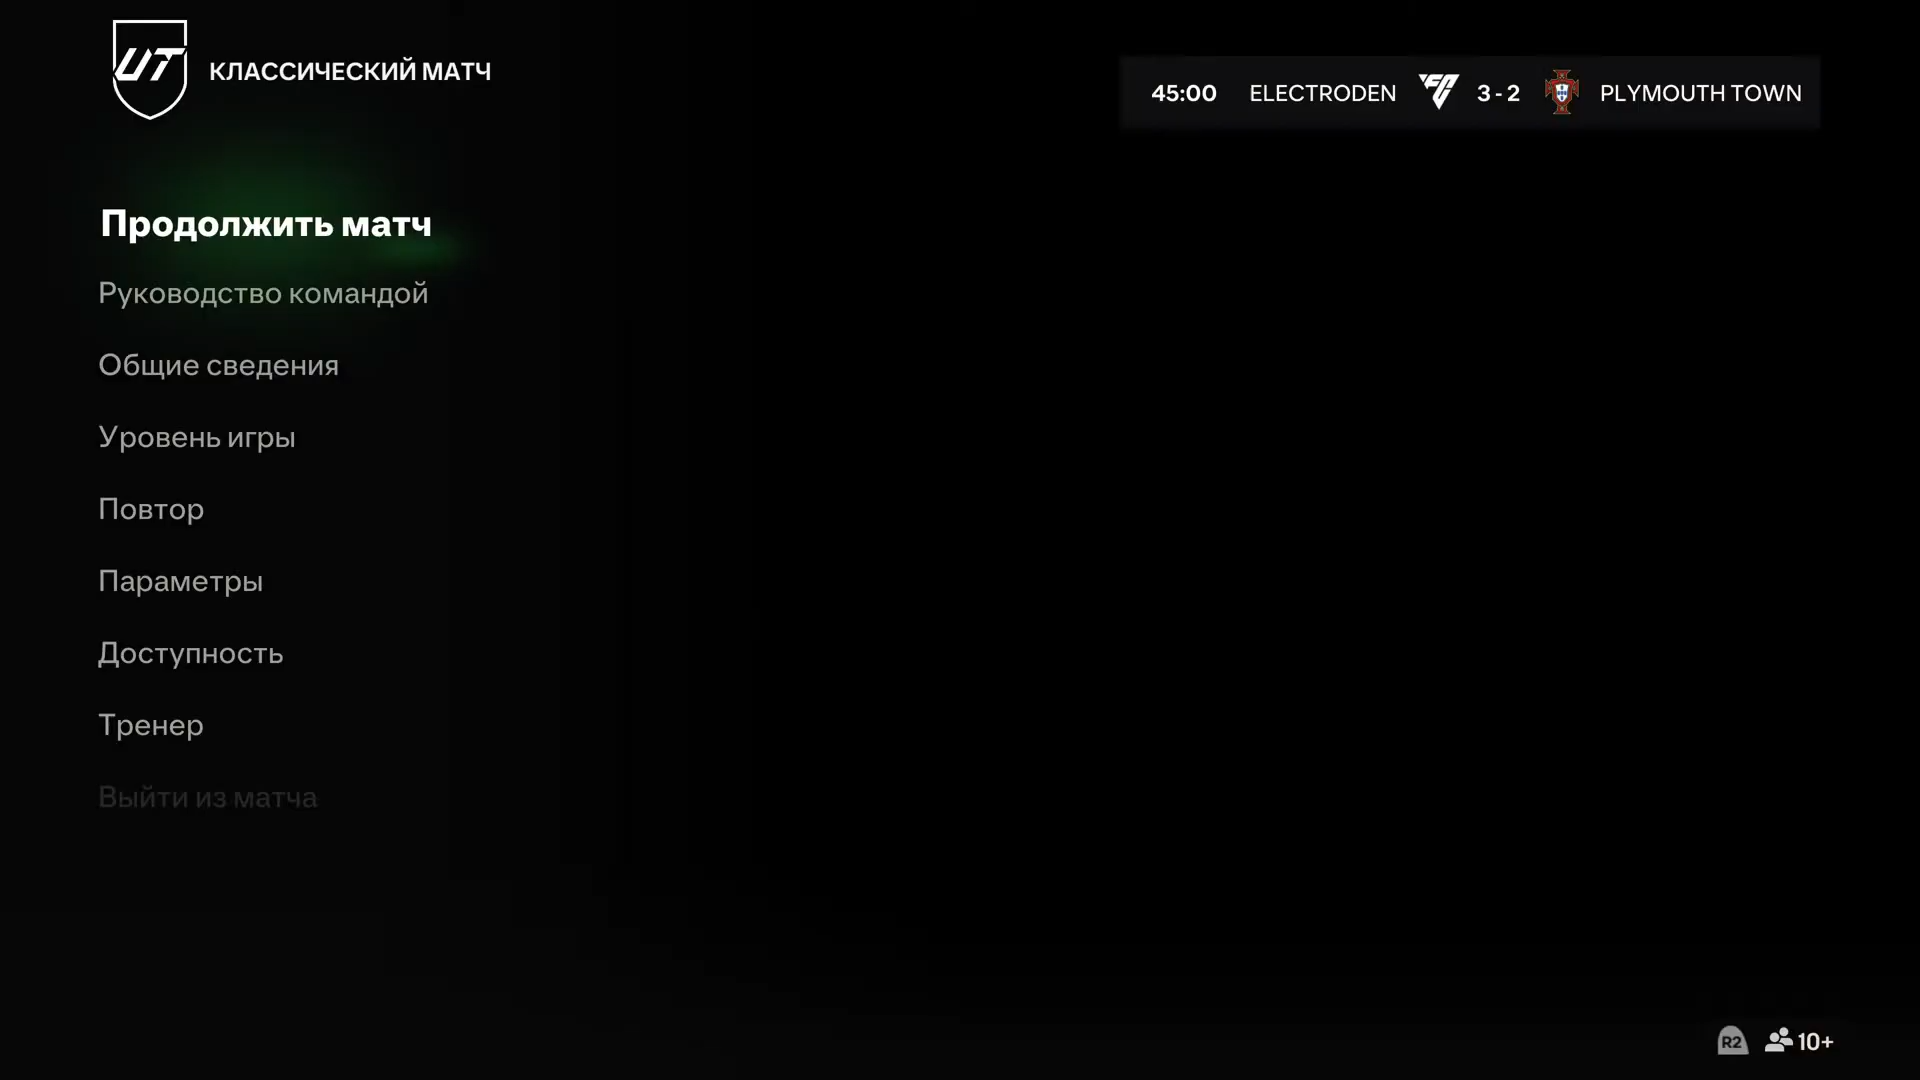 UT
КЛАССИЧЕСКИЙ МАТЧ
45:00 ELECTRODEN FC 3 - 2 PLYMOUTH TOWN
Продолжить матч
Руководство командой
Общие сведения
Уровень игры
Повтор
Параметры
Доступность
Тренер
Выйти из матча
R2 10+